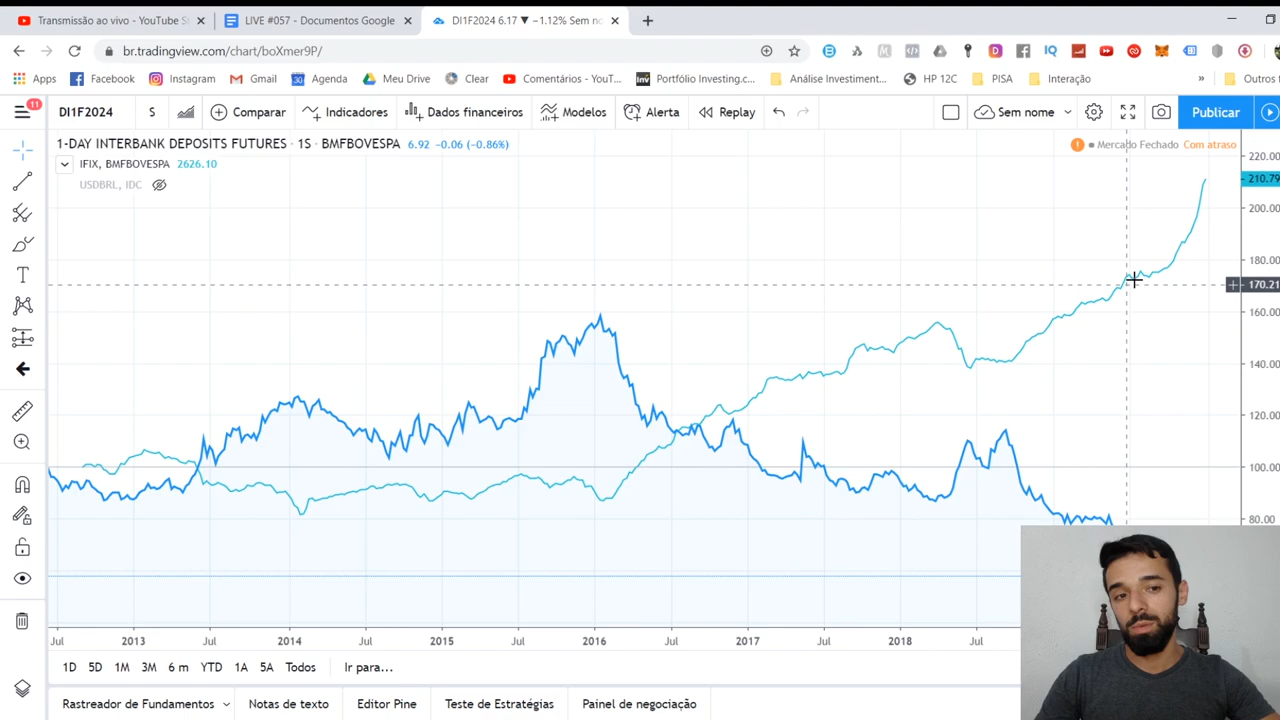 Transmissão ao vivo - YouTube S
LIVE #057 - Documentos Google
DI1F2024 6.17 ▼ −1.12% Sem no
br.tradingview.com/chart/boXmer9P/
Apps
Facebook
Instagram
Gmail
Agenda
Meu Drive
Clear
Comentários - YouT...
Portfólio Investing.c...
Análise Investiment...
HP 12C
PISA
Interação
»
Outros f
11
DI1F2024
S
Comparar
Indicadores
Dados financeiros
Modelos
Alerta
Replay
Sem nome
Publicar
1-DAY INTERBANK DEPOSITS FUTURES · 1S · BMFBOVESPA 6.92 −0.06 (−0.86%)
Mercado Fechado Com atraso
IFIX, BMFBOVESPA 2626.10
USDBRL, IDC
220.00
210.79
200.00
180.00
170.21
160.00
140.00
120.00
100.00
80.00
Jul 2013 Jul 2014 Jul 2015 Jul 2016 Jul 2017 Jul 2018 Jul
1D 5D 1M 3M 6 m YTD 1A 5A Todos Ir para...
Rastreador de Fundamentos Notas de texto Editor Pine Teste de Estratégias Painel de negociação